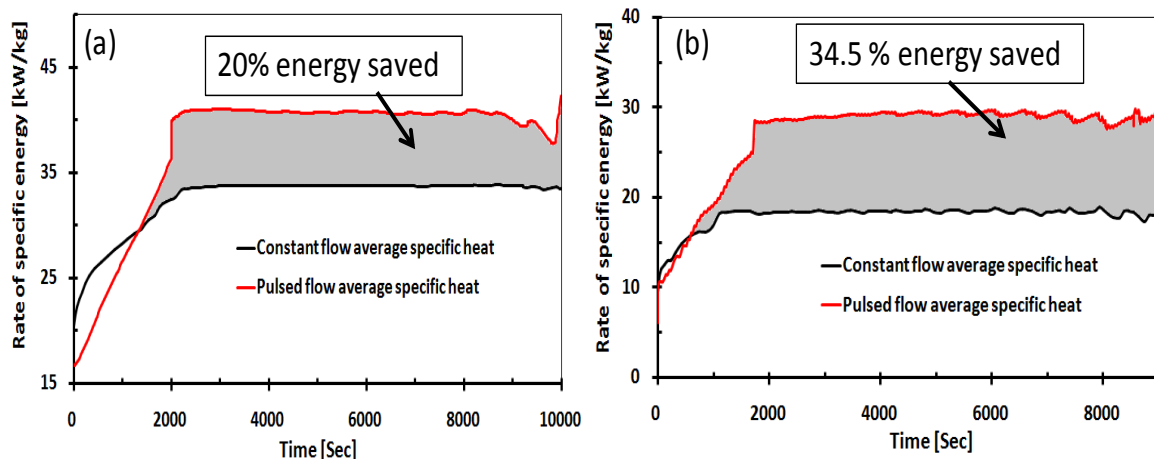 (a)
20% energy saved
Rate of specific energy [kW/kg]
45
35
25
15
Constant flow average specific heat
Pulsed flow average specific heat
0
2000
4000
6000
8000
10000
Time [Sec]
(b)
34.5 % energy saved
Rate of specific energy [kW/kg]
40
30
20
10
0
Constant flow average specific heat
Pulsed flow average specific heat
0
2000
4000
6000
8000
Time [Sec]